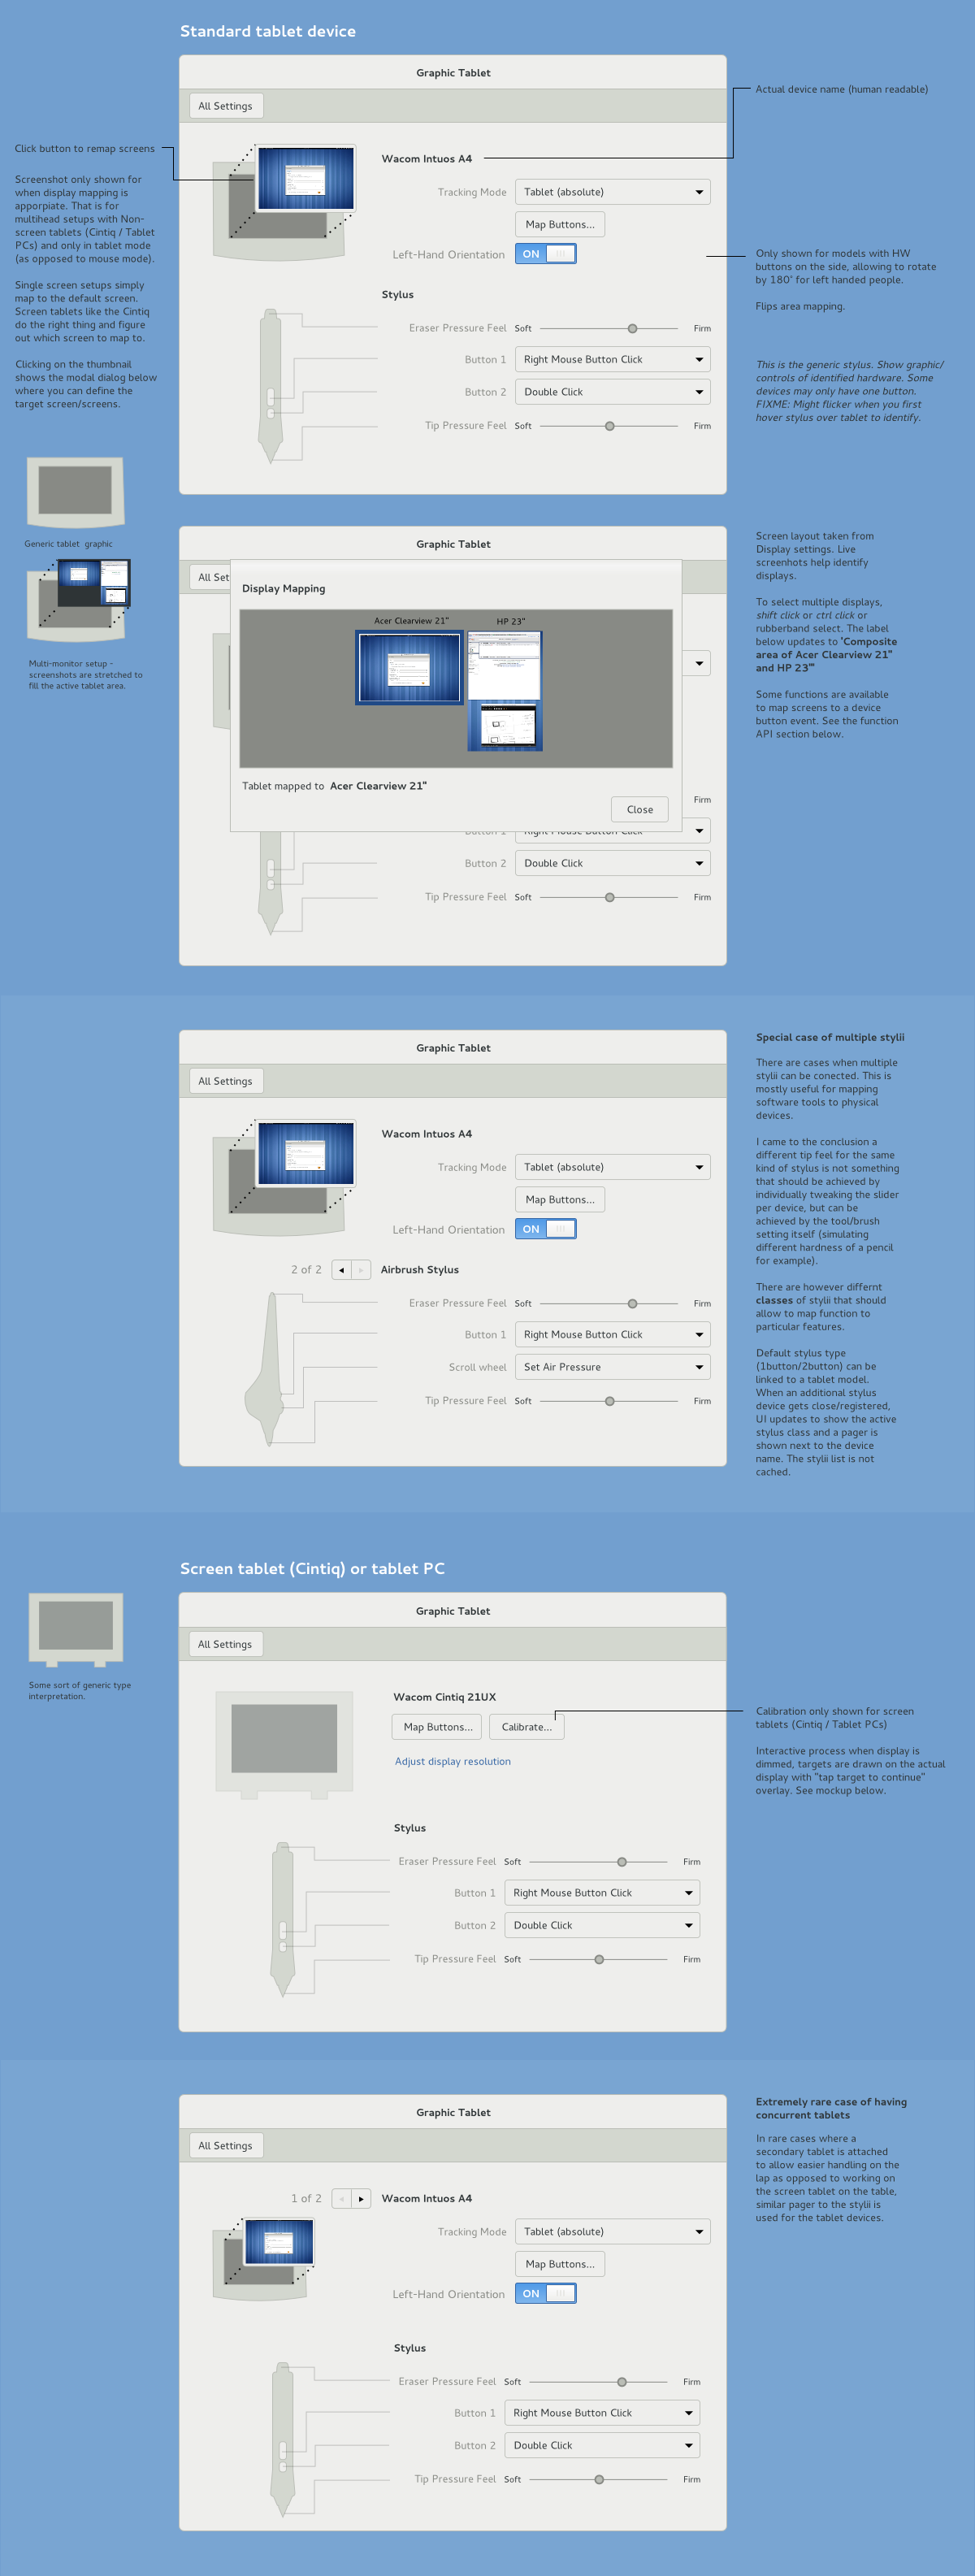 Standard tablet device
Graphic Tablet
All Settings
Actual device name (human readable)
Click button to remap screens
Wacom Intuos A4
Screenshot only shown for
when display mapping is
apporpiate. That is for
multihead setups with Non-
screen tablets (Cintiq / Tablet
PCs) and only in tablet mode
(as opposed to mouse mode).
Single screen setups simply
map to the default screen.
Screen tablets like the Cintiq
do the right thing and figure
out which screen to map to.
Clicking on the thumbnail
shows the modal dialog below
where you can define the
target screen/screens.
Tracking Mode Tablet (absolute)
Map Buttons...
Left-Hand Orientation ON
Only shown for models with HW
buttons on the side, allowing to rotate
by 180° for left handed people.
Flips area mapping.
Stylus
Eraser Pressure Feel Soft Firm
Button 1 Right Mouse Button Click
Button 2 Double Click
Tip Pressure Feel Soft Firm
This is the generic stylus. Show graphic/
controls of identified hardware. Some
devices may only have one button.
FIXME: Might flicker when you first
hover stylus over tablet to identify.
Generic tablet graphic
Multi-monitor setup -
screenshots are stretched to
fill the active tablet area.
Graphic Tablet
All Set
Display Mapping
Acer Clearview 21"
HP 23"
Tablet mapped to Acer Clearview 21"
Close
Firm
Button 1 Right Mouse Button Click
Button 2 Double Click
Tip Pressure Feel Soft Firm
Screen layout taken from
Display settings. Live
screenhots help identify
displays.
To select multiple displays,
shift click or ctrl click or
rubberband select. The label
below updates to "Composite
area of Acer Clearview 21"
and HP 23""
Some functions are available
to map screens to a device
button event. See the function
API section below.
Graphic Tablet
All Settings
Wacom Intuos A4
Tracking Mode Tablet (absolute)
Map Buttons...
Left-Hand Orientation ON
2 of 2 Airbrush Stylus
Eraser Pressure Feel Soft Firm
Button 1 Right Mouse Button Click
Scroll wheel Set Air Pressure
Tip Pressure Feel Soft Firm
Special case of multiple stylii
There are cases when multiple
stylii can be conected. This is
mostly useful for mapping
software tools to physical
devices.
I came to the conclusion a
different tip feel for the same
kind of stylus is not something
that should be achieved by
individually tweaking the slider
per device, but can be
achieved by the tool/brush
setting itself (simulating
different hardness of a pencil
for example).
There are however differnt
classes of stylii that should
allow to map function to
particular features.
Default stylus type
(1button/2button) can be
linked to a tablet model.
When an additional stylus
device gets close/registered,
UI updates to show the active
stylus class and a pager is
shown next to the device
name. The stylii list is not
cached.
Screen tablet (Cintiq) or tablet PC
Some sort of generic type
interpretation.
Graphic Tablet
All Settings
Wacom Cintiq 21UX
Map Buttons... Calibrate...
Adjust display resolution
Stylus
Eraser Pressure Feel Soft Firm
Button 1 Right Mouse Button Click
Button 2 Double Click
Tip Pressure Feel Soft Firm
Calibration only shown for screen
tablets (Cintiq / Tablet PCs)
Interactive process when display is
dimmed, targets are drawn on the actual
display with "tap target to continue"
overlay. See mockup below.
Graphic Tablet
All Settings
1 of 2 Wacom Intuos A4
Tracking Mode Tablet (absolute)
Map Buttons...
Left-Hand Orientation ON
Stylus
Eraser Pressure Feel Soft Firm
Button 1 Right Mouse Button Click
Button 2 Double Click
Tip Pressure Feel Soft Firm
Extremely rare case of having
concurrent tablets
In rare cases where a
secondary tablet is attached
to allow easier handling on the
lap as opposed to working on
the screen tablet on the table,
similar pager to the stylii is
used for the tablet devices.